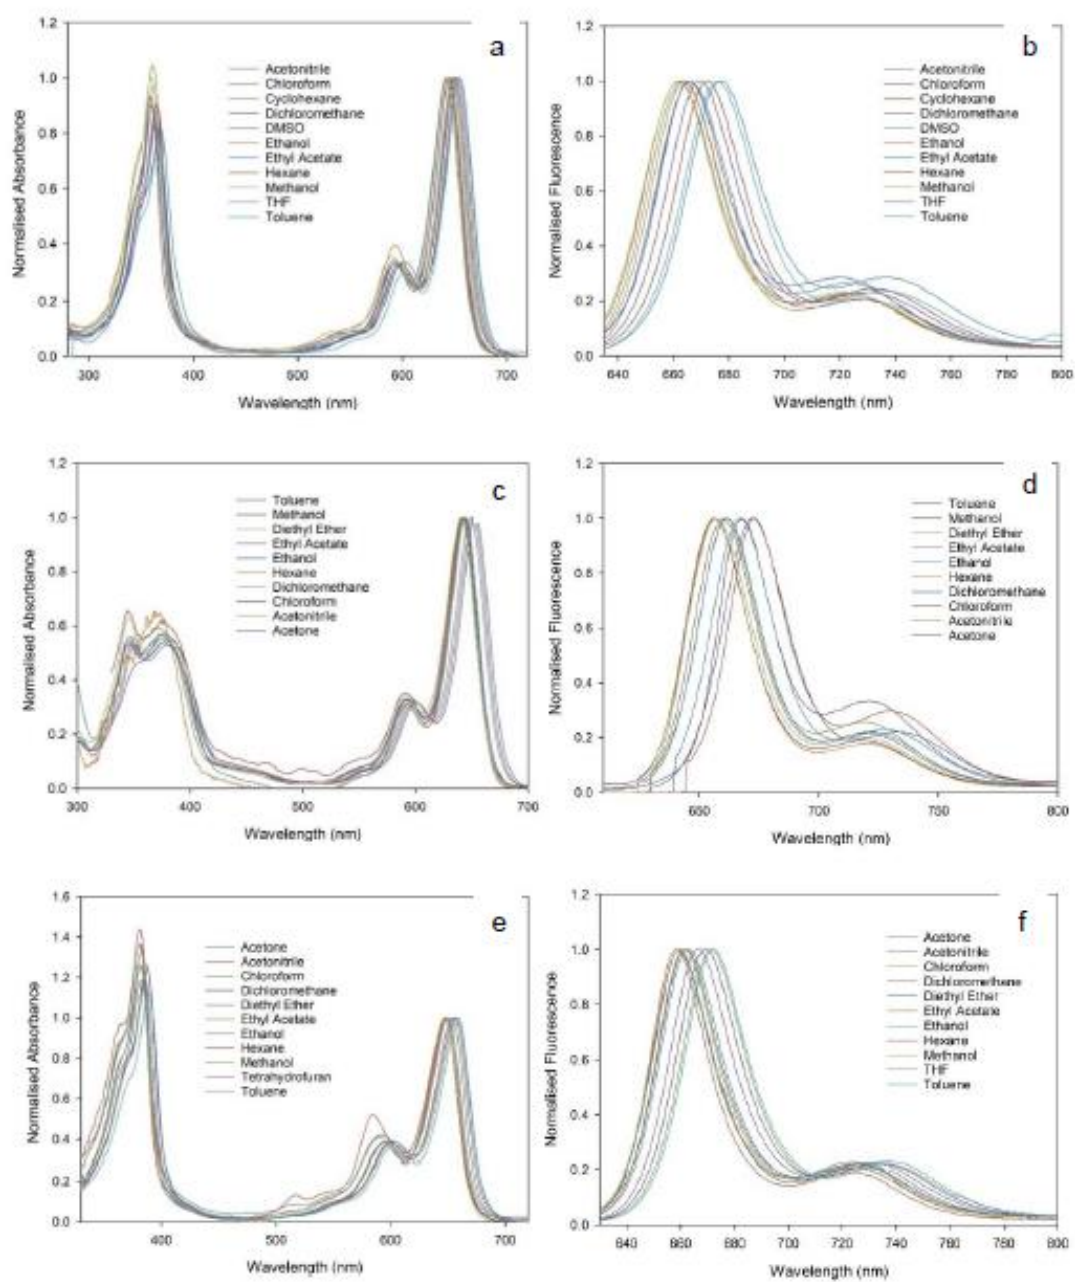 a
1.2
1.0
0.8
0.6
0.4
0.2
0.0
Normalised Absorbance
Acetonitrile
Chloroform
Cyclohexane
Dichloromethane
DMSO
Ethanol
Ethyl Acetate
Hexane
Methanol
THF
Toluene
300 400 500 600 700
Wavelength (nm)
b
1.2
1.0
0.8
0.6
0.4
0.2
0.0
Normalised Fluorescence
Acetonitrile
Chloroform
Cyclohexane
Dichloromethane
DMSO
Ethanol
Ethyl Acetate
Hexane
Methanol
THF
Toluene
640 660 680 700 720 740 760 780 800
Wavelength (nm)
c
1.2
1.0
0.8
0.6
0.4
0.2
0.0
Normalised Absorbance
Toluene
Methanol
Diethyl Ether
Ethyl Acetate
Ethanol
Hexane
Dichloromethane
Chloroform
Acetonitrile
Acetone
300 400 500 600 700
Wavelength (nm)
d
1.2
1.0
0.8
0.6
0.4
0.2
0.0
Normalised Fluorescence
Toluene
Methanol
Diethyl Ether
Ethyl Acetate
Ethanol
Hexane
Dichloromethane
Chloroform
Acetonitrile
Acetone
650 700 750 800
Wavelength (nm)
e
1.6
1.4
1.2
1.0
0.8
0.6
0.4
0.2
0.0
Normalised Absorbance
Acetone
Acetonitrile
Chloroform
Dichloromethane
Diethyl Ether
Ethyl Acetate
Ethanol
Hexane
Methanol
Tetrahydrofuran
Toluene
400 500 600 700
Wavelength (nm)
f
1.2
1.0
0.8
0.6
0.4
0.2
0.0
Normalised Fluorescence
Acetone
Acetonitrile
Chloroform
Dichloromethane
Diethyl Ether
Ethyl Acetate
Ethanol
Hexane
Methanol
THF
Toluene
640 660 680 700 720 740 760 780 800
Wavelength (nm)